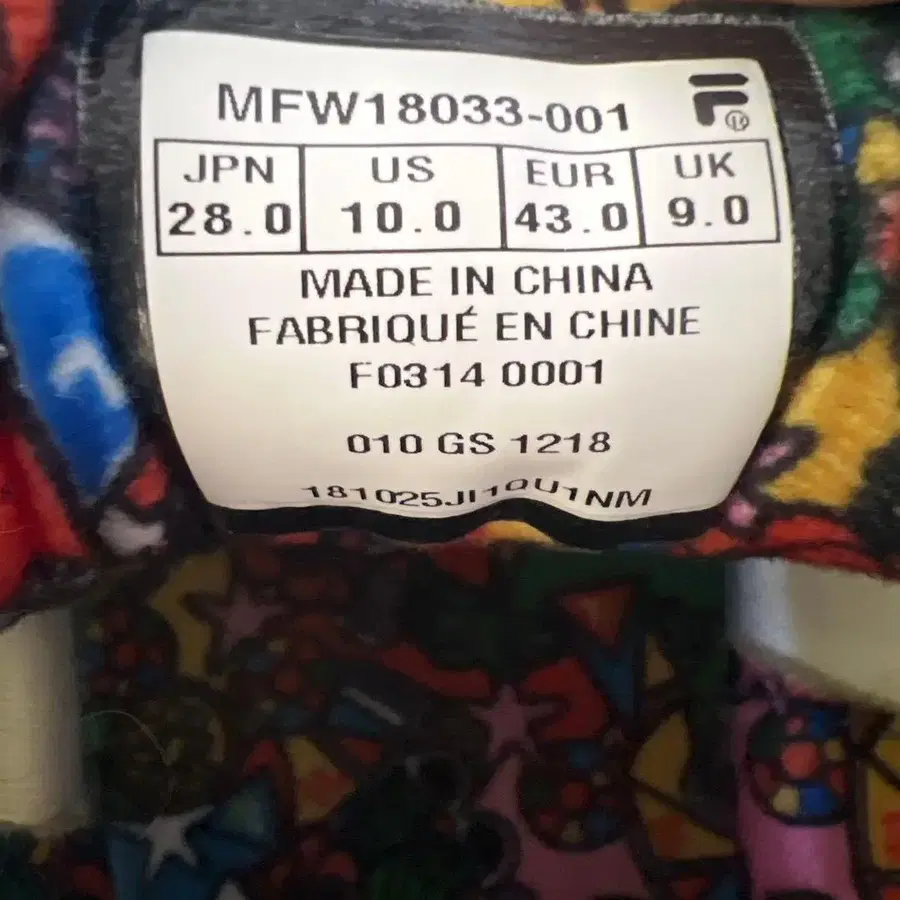 MFW18033-001
JPN US EUR UK
28.0 10.0 43.0 9.0
MADE IN CHINA
FABRIQUÉ EN CHINE
F0314 0001
010 GS 1218